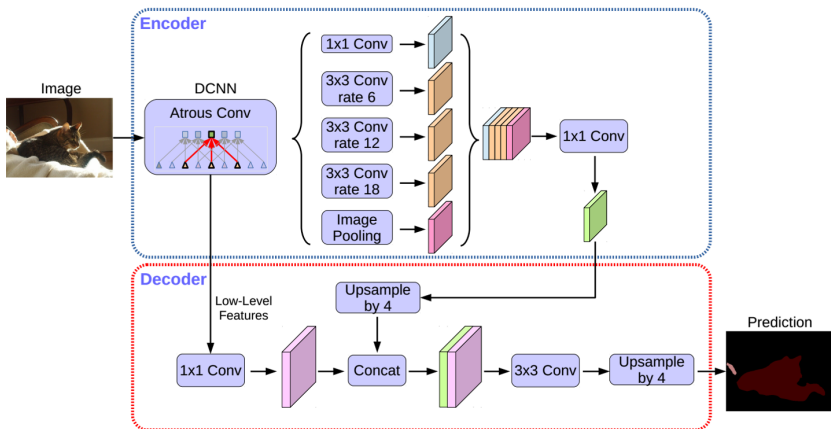 Encoder
Image
DCNN
Atrous Conv
1x1 Conv
3x3 Conv
rate 6
3x3 Conv
rate 12
3x3 Conv
rate 18
Image
Pooling
1x1 Conv
Decoder
Low-Level
Features
Upsample
by 4
1x1 Conv
Concat
3x3 Conv
Upsample
by 4
Prediction